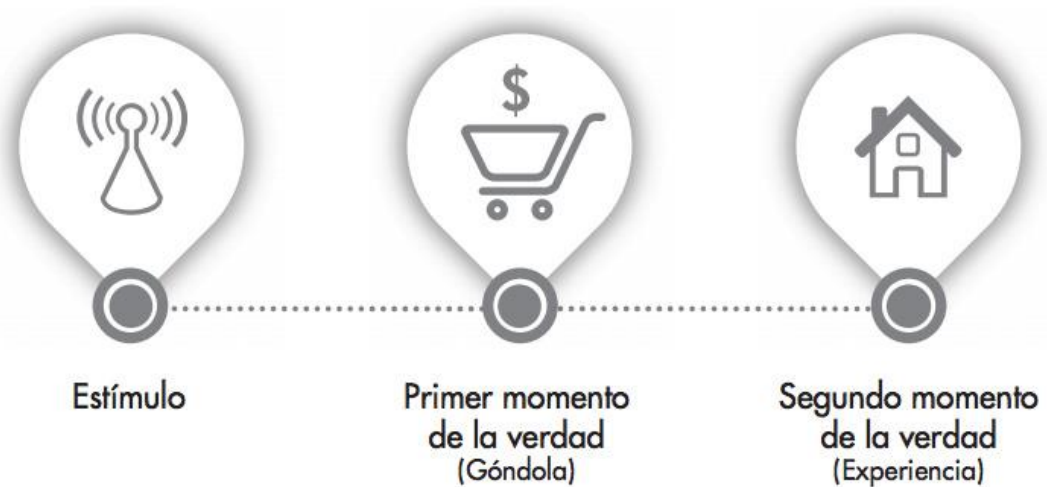 $
Estímulo
Primer momento
de la verdad
(Góndola)
Segundo momento
de la verdad
(Experiencia)